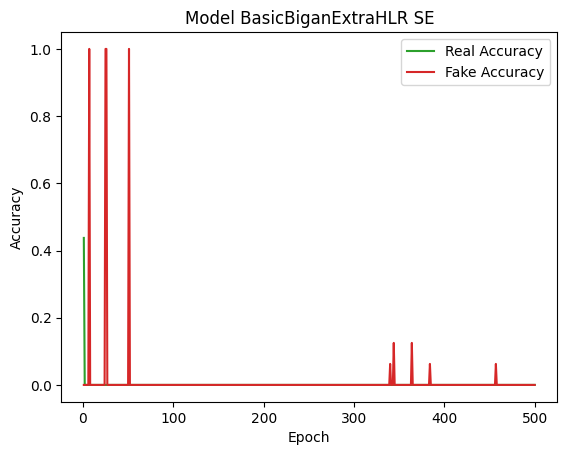 Model BasicBiganExtraHLR SE
Real Accuracy
Fake Accuracy
Accuracy
1.0
0.8
0.6
0.4
0.2
0.0
0 100 200 300 400 500
Epoch